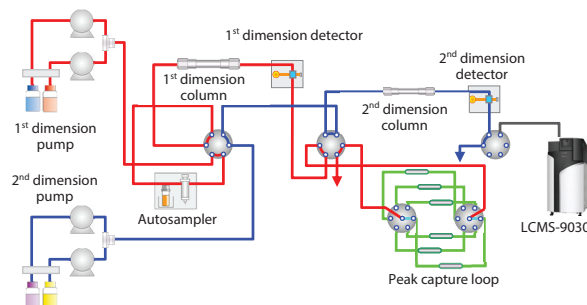 1st dimension detector
1st dimension
column
2nd dimension
detector
2nd dimension
column
1st dimension
pump
2nd dimension
pump
Autosampler
LCMS-9030
Peak capture loop